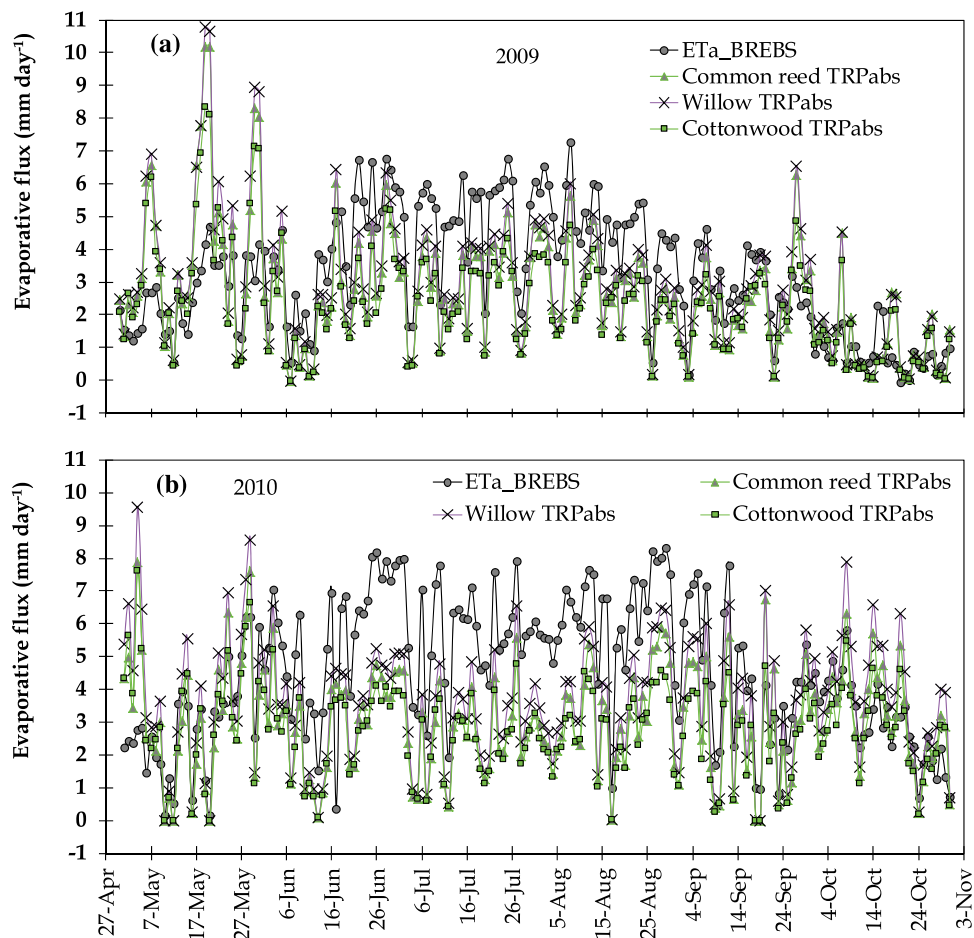 11
10
9
8
7
6
5
4
3
2
1
0
-1
Evaporative flux (mm day-1)
(a)
2009
ETa_BREBS
Common reed TRPabs
Willow TRPabs
Cottonwood TRPabs
11
10
9
8
7
6
5
4
3
2
1
0
-1
Evaporative flux (mm day-1)
(b)
2010
ETa_BREBS
Common reed TRPabs
Willow TRPabs
Cottonwood TRPabs
27-Apr
7-May
17-May
27-May
6-Jun
16-Jun
26-Jun
6-Jul
16-Jul
26-Jul
5-Aug
15-Aug
25-Aug
4-Sep
14-Sep
24-Sep
4-Oct
14-Oct
24-Oct
3-Nov